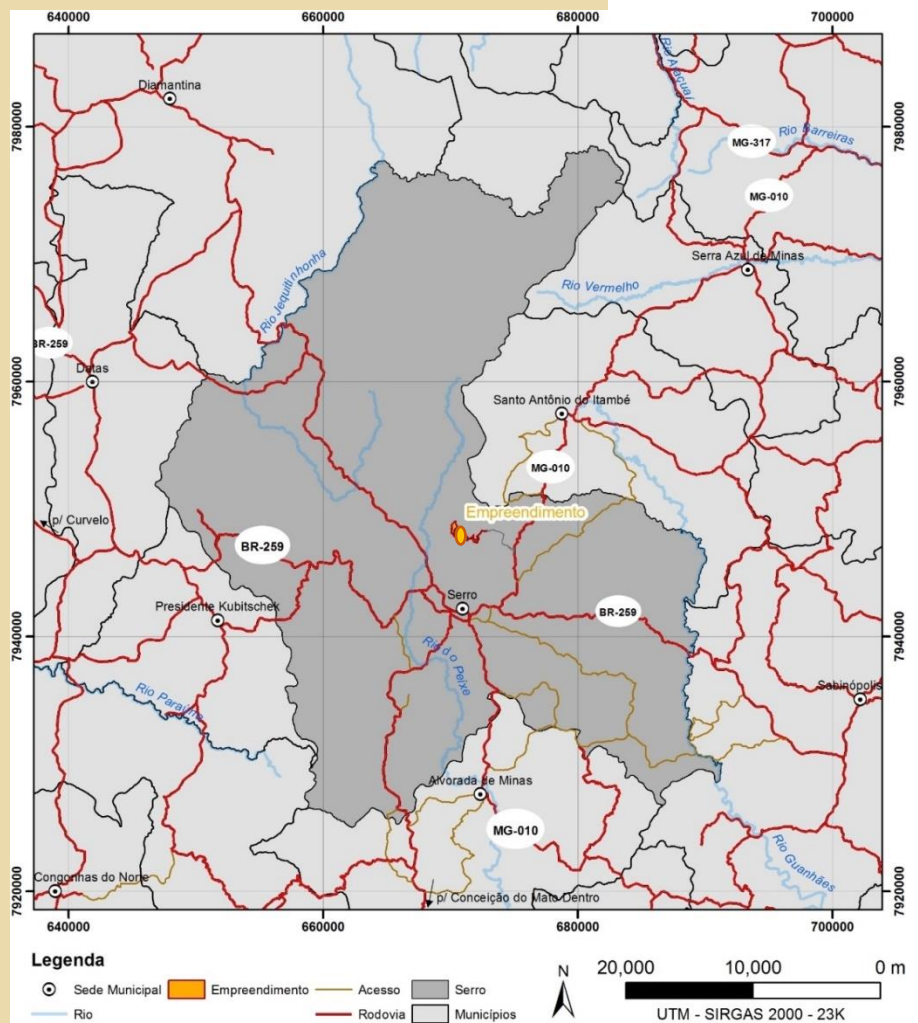 640000 660000 680000 700000
Diamantina
Rio Araçuaí
7980000 7980000
MG-317
Rio Barreiras
MG-010
Serra Azul de Minas
Rio Jequitinhonha
Rio Vermelho
BR-259
Datas
7960000 7960000
Santo Antônio do Itambé
MG-010
p/ Curvelo
Empreendimento
BR-259
Serro
Presidente Kubitschek
BR-259
7940000 7940000
Rio do Peixe
Rio Paraúna
Sabinópolis
Alvorada de Minas
MG-010
Rio Guanhães
Congonhas do Norte
p/ Conceição do Mato Dentro
7920000 7920000
640000 660000 680000 700000
Legenda
Sede Municipal Empreendimento Acesso Serro
Rio Rodovia Municípios
N
20,000 10,000 0 m
UTM - SIRGAS 2000 - 23K